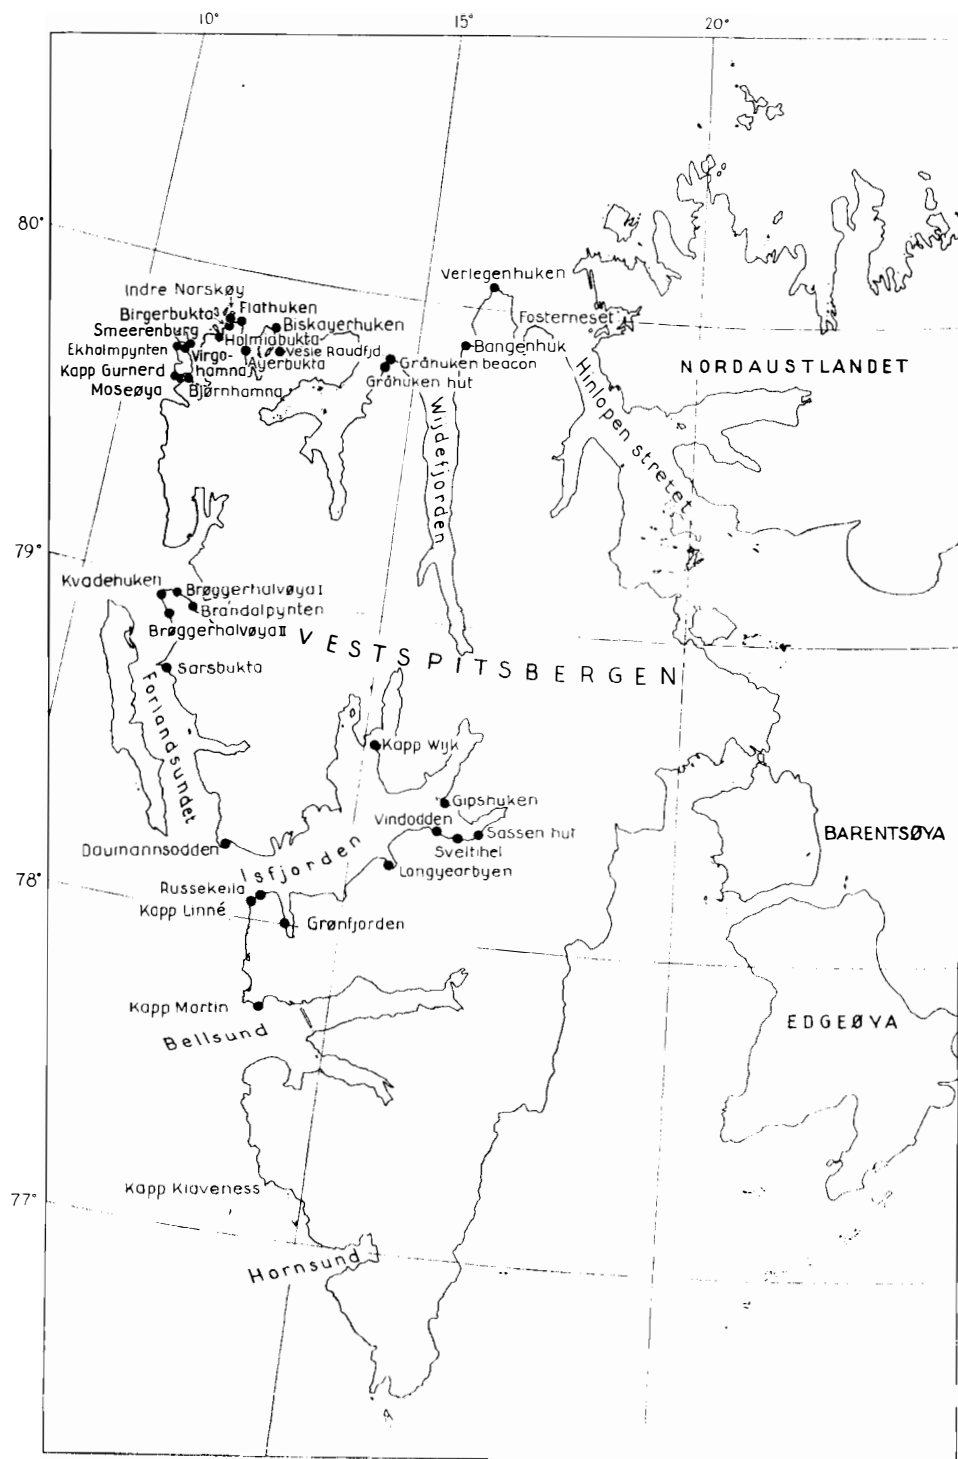 10°
15°
20°
80°
Verlegenhuken
Indre Norskøy
Birgerbukta
Flathuken
Fosterneset
Smeerenburg
Biskayerhuken
Holmiabukta
Bangenhuk
Ekholmpynten
Virgo-
hamna
Vesle Raudfjd
Ayerbukta
Gråhuken beacon
Kapp Gurnerd
Gråhuken hut
Moseøya
Bjørnhamna
NORDAUSTLANDET
Wijdefjorden
Hinlopen stretet
79°
Kvadehuken
Brøggerhalvøya I
Brandalpynten
Brøggerhalvøya II
VESTSPITSBERGEN
Sarsbukta
Forlandsundet
Kapp Wijk
Gipshuken
Vindodden
Sassen hut
BARENTSØYA
Daumannsodden
Sveltihel
Isfjorden
Longyearbyen
78°
Russekeila
Kapp Linné
Grønfjorden
Kapp Martin
Bellsund
EDGEØYA
77°
Kapp Klaveness
Hornsund